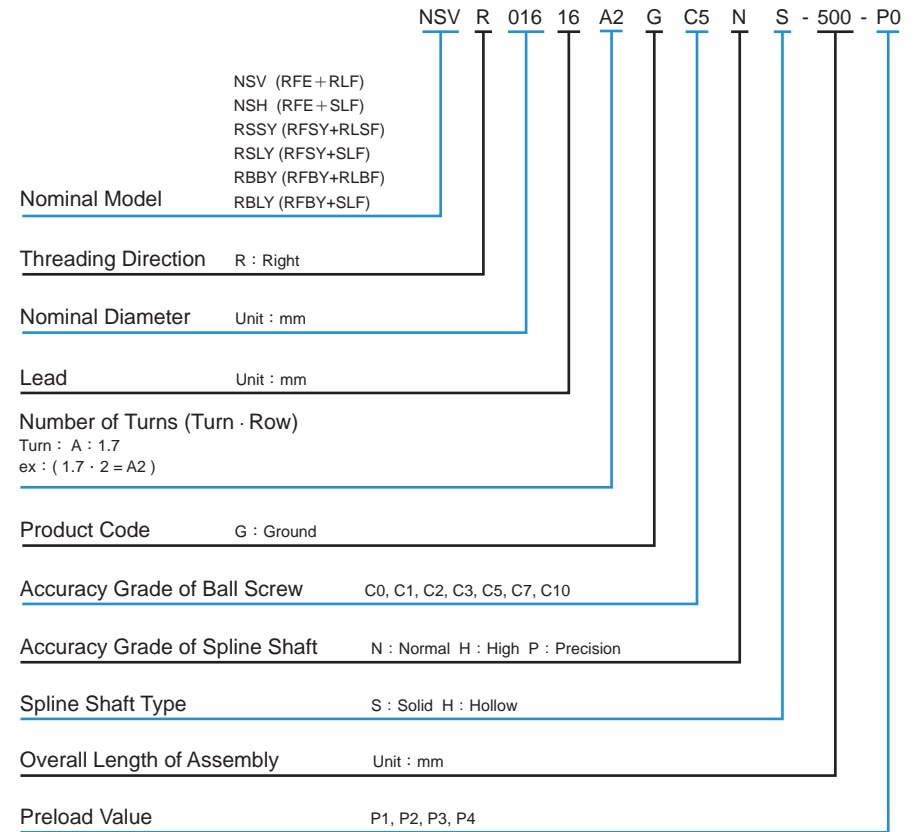 NSV R 016 16 A2 G C5 N S - 500 - P0
NSV (RFE＋RLF)
NSH (RFE＋SLF)
RSSY (RFSY+RLSF)
RSLY (RFSY+SLF)
RBBY (RFBY+RLBF)
Nominal Model RBLY (RFBY+SLF)
Threading Direction R：Right
Nominal Diameter Unit：mm
Lead Unit：mm
Number of Turns (Turn · Row)
Turn： A：1.7
ex：( 1.7 · 2 = A2 )
Product Code G：Ground
Accuracy Grade of Ball Screw C0, C1, C2, C3, C5, C7, C10
Accuracy Grade of Spline Shaft N：Normal H：High P：Precision
Spline Shaft Type S：Solid H：Hollow
Overall Length of Assembly Unit：mm
Preload Value P1, P2, P3, P4